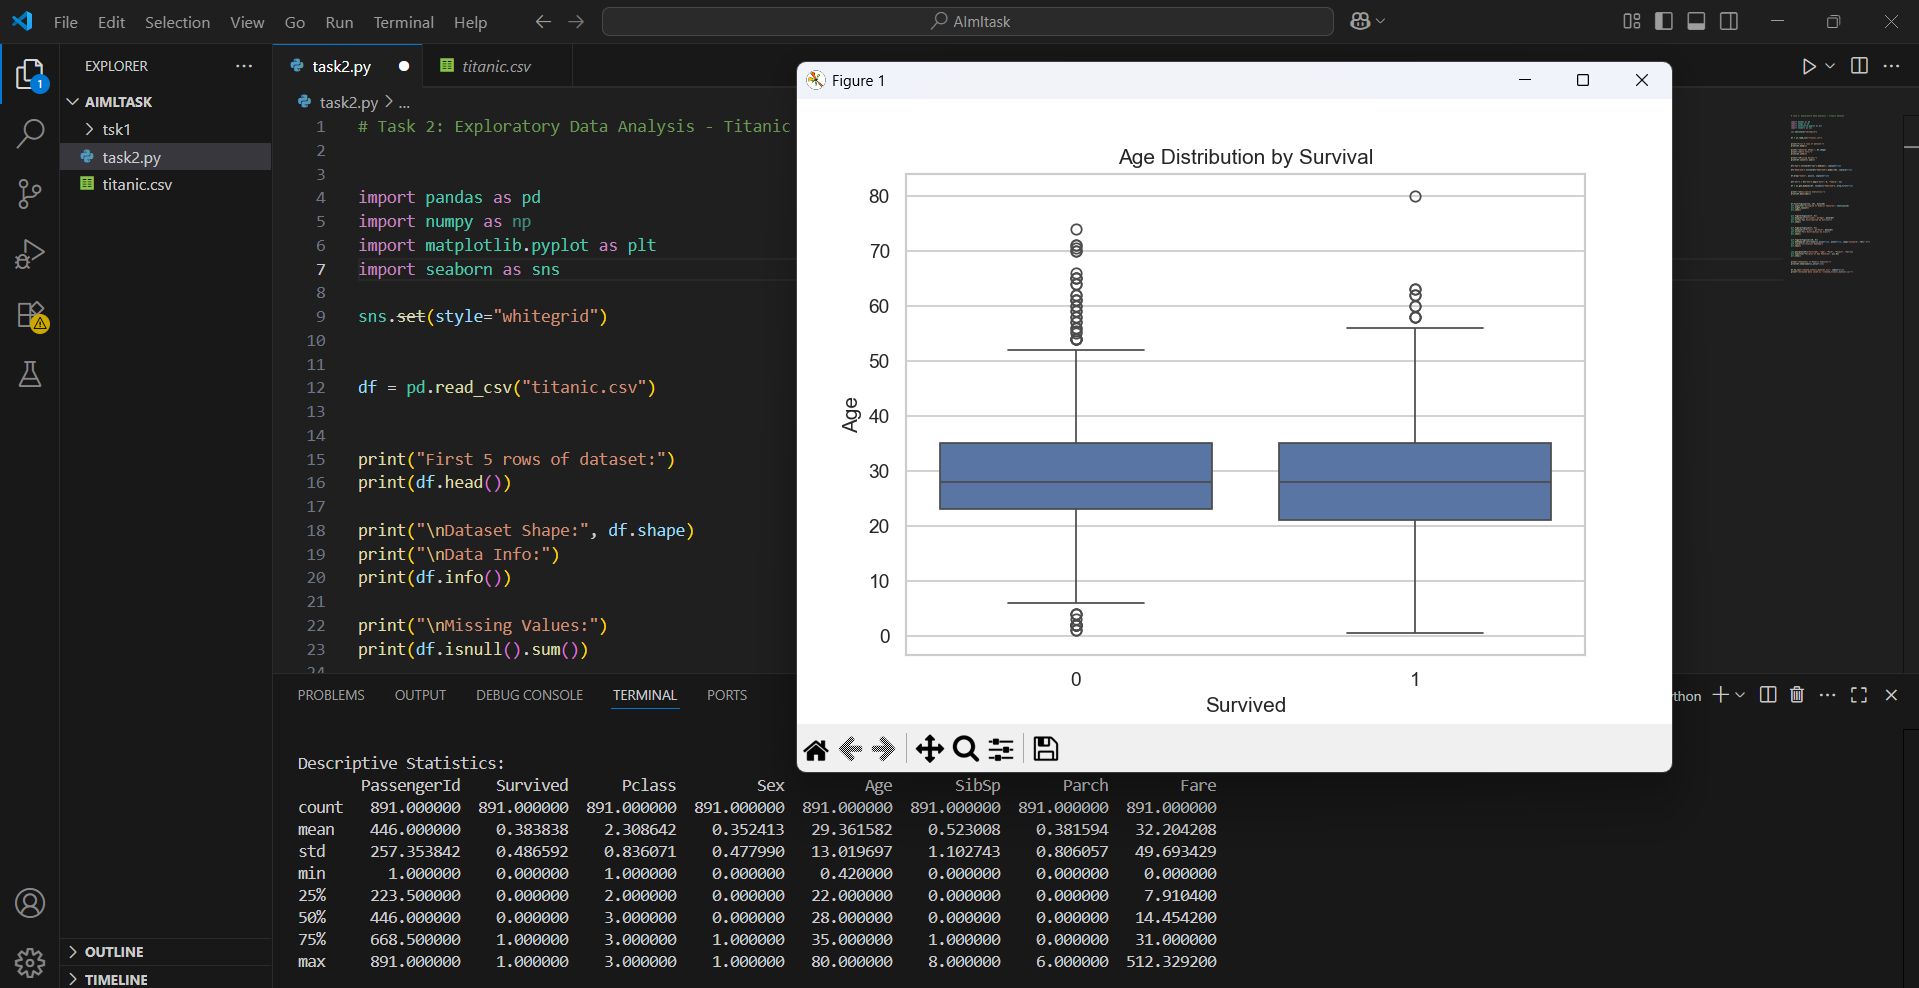 File Edit Selection View Go Run Terminal Help
AImltask
EXPLORER
1
AIMLTASK
tsk1
task2.py
titanic.csv
OUTLINE
TIMELINE
task2.py
titanic.csv
task2.py > ...
1 # Task 2: Exploratory Data Analysis - Titanic
2
3
4 import pandas as pd
5 import numpy as np
6 import matplotlib.pyplot as plt
7 import seaborn as sns
8
9 sns.set(style="whitegrid")
10
11
12 df = pd.read_csv("titanic.csv")
13
14
15 print("First 5 rows of dataset:")
16 print(df.head())
17
18 print("\nDataset Shape:", df.shape)
19 print("\nData Info:")
20 print(df.info())
21
22 print("\nMissing Values:")
23 print(df.isnull().sum())
24
Figure 1
Age Distribution by Survival
80
70
60
50
40
30
20
10
0
Age
0 1
Survived
PROBLEMS OUTPUT DEBUG CONSOLE TERMINAL PORTS
thon
Descriptive Statistics:
PassengerId Survived Pclass Sex Age SibSp Parch Fare
count 891.000000 891.000000 891.000000 891.000000 891.000000 891.000000 891.000000 891.000000
mean 446.000000 0.383838 2.308642 0.352413 29.361582 0.523008 0.381594 32.204208
std 257.353842 0.486592 0.836071 0.477990 13.019697 1.102743 0.806057 49.693429
min 1.000000 0.000000 1.000000 0.000000 0.420000 0.000000 0.000000 0.000000
25% 223.500000 0.000000 2.000000 0.000000 22.000000 0.000000 0.000000 7.910400
50% 446.000000 0.000000 3.000000 0.000000 28.000000 0.000000 0.000000 14.454200
75% 668.500000 1.000000 3.000000 1.000000 35.000000 1.000000 0.000000 31.000000
max 891.000000 1.000000 3.000000 1.000000 80.000000 8.000000 6.000000 512.329200